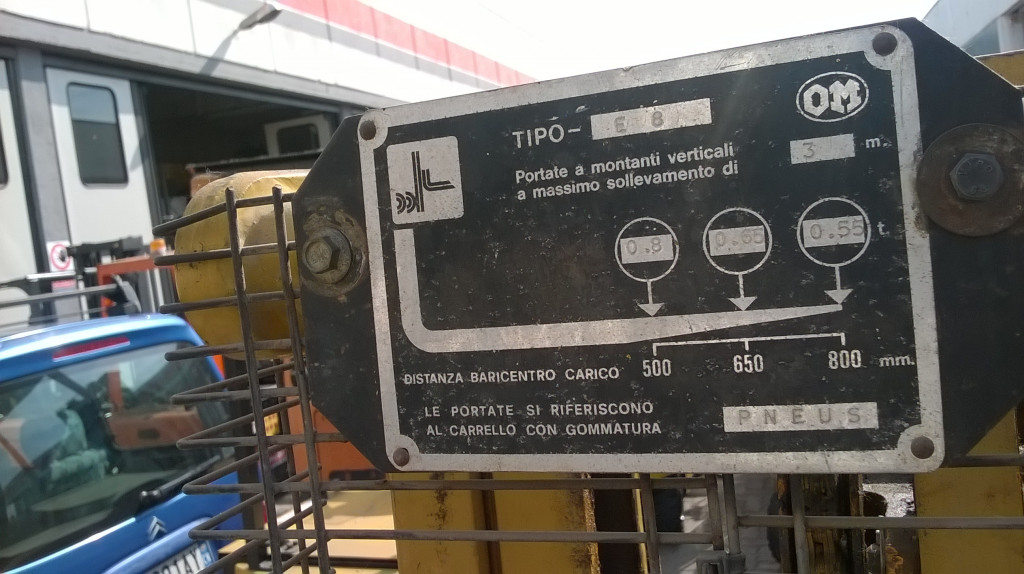 TIPO- E 8
OM
Portate a montanti verticali
a massimo sollevamento di
3 m.
0.8 0.65 0.55 t.
500 650 800 mm.
DISTANZA BARICENTRO CARICO
LE PORTATE SI RIFERISCONO
AL CARRELLO CON GOMMATURA
PNEUS